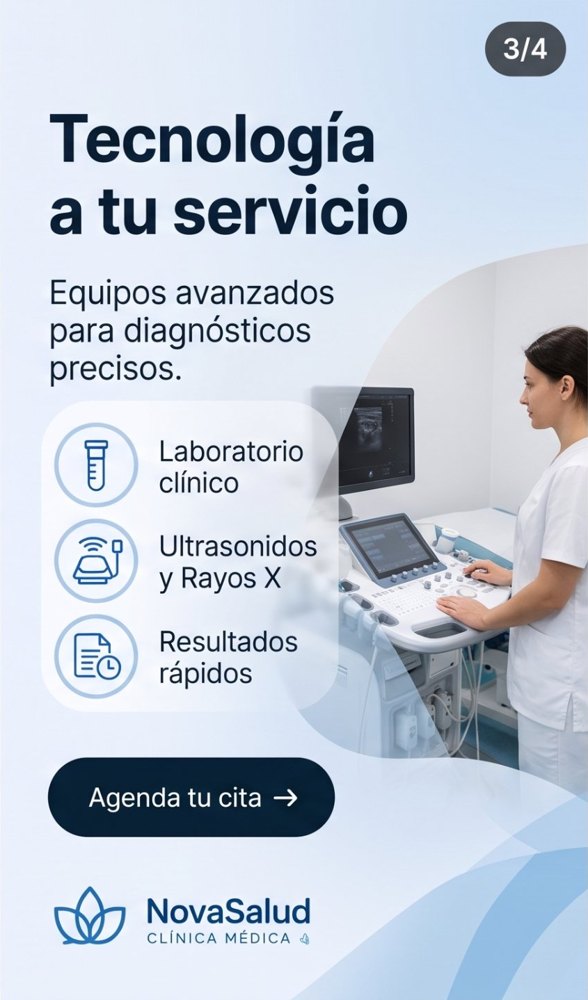 3/4
Tecnología
a tu servicio
Equipos avanzados
para diagnósticos
precisos.
Laboratorio
clínico
Ultrasonidos
y Rayos X
Resultados
rápidos
Agenda tu cita →
NovaSalud
CLÍNICA MÉDICA